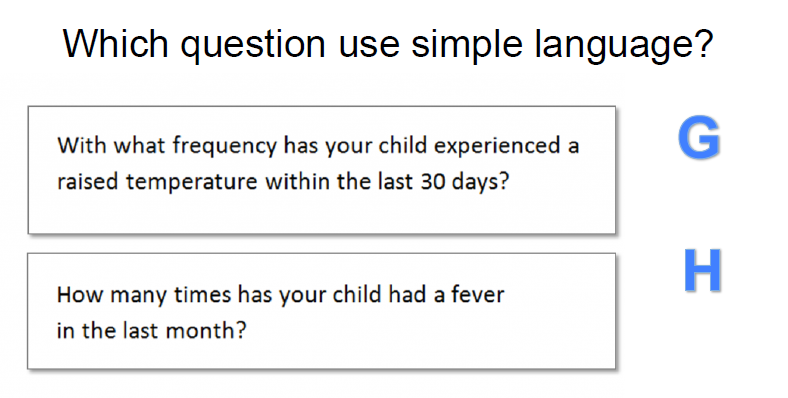 Which question use simple language?
With what frequency has your child experienced a
raised temperature within the last 30 days?
G
How many times has your child had a fever
in the last month?
H